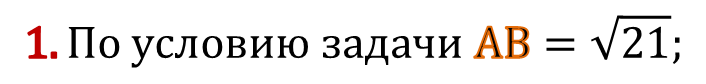 1. По условию задачи AB = √21;